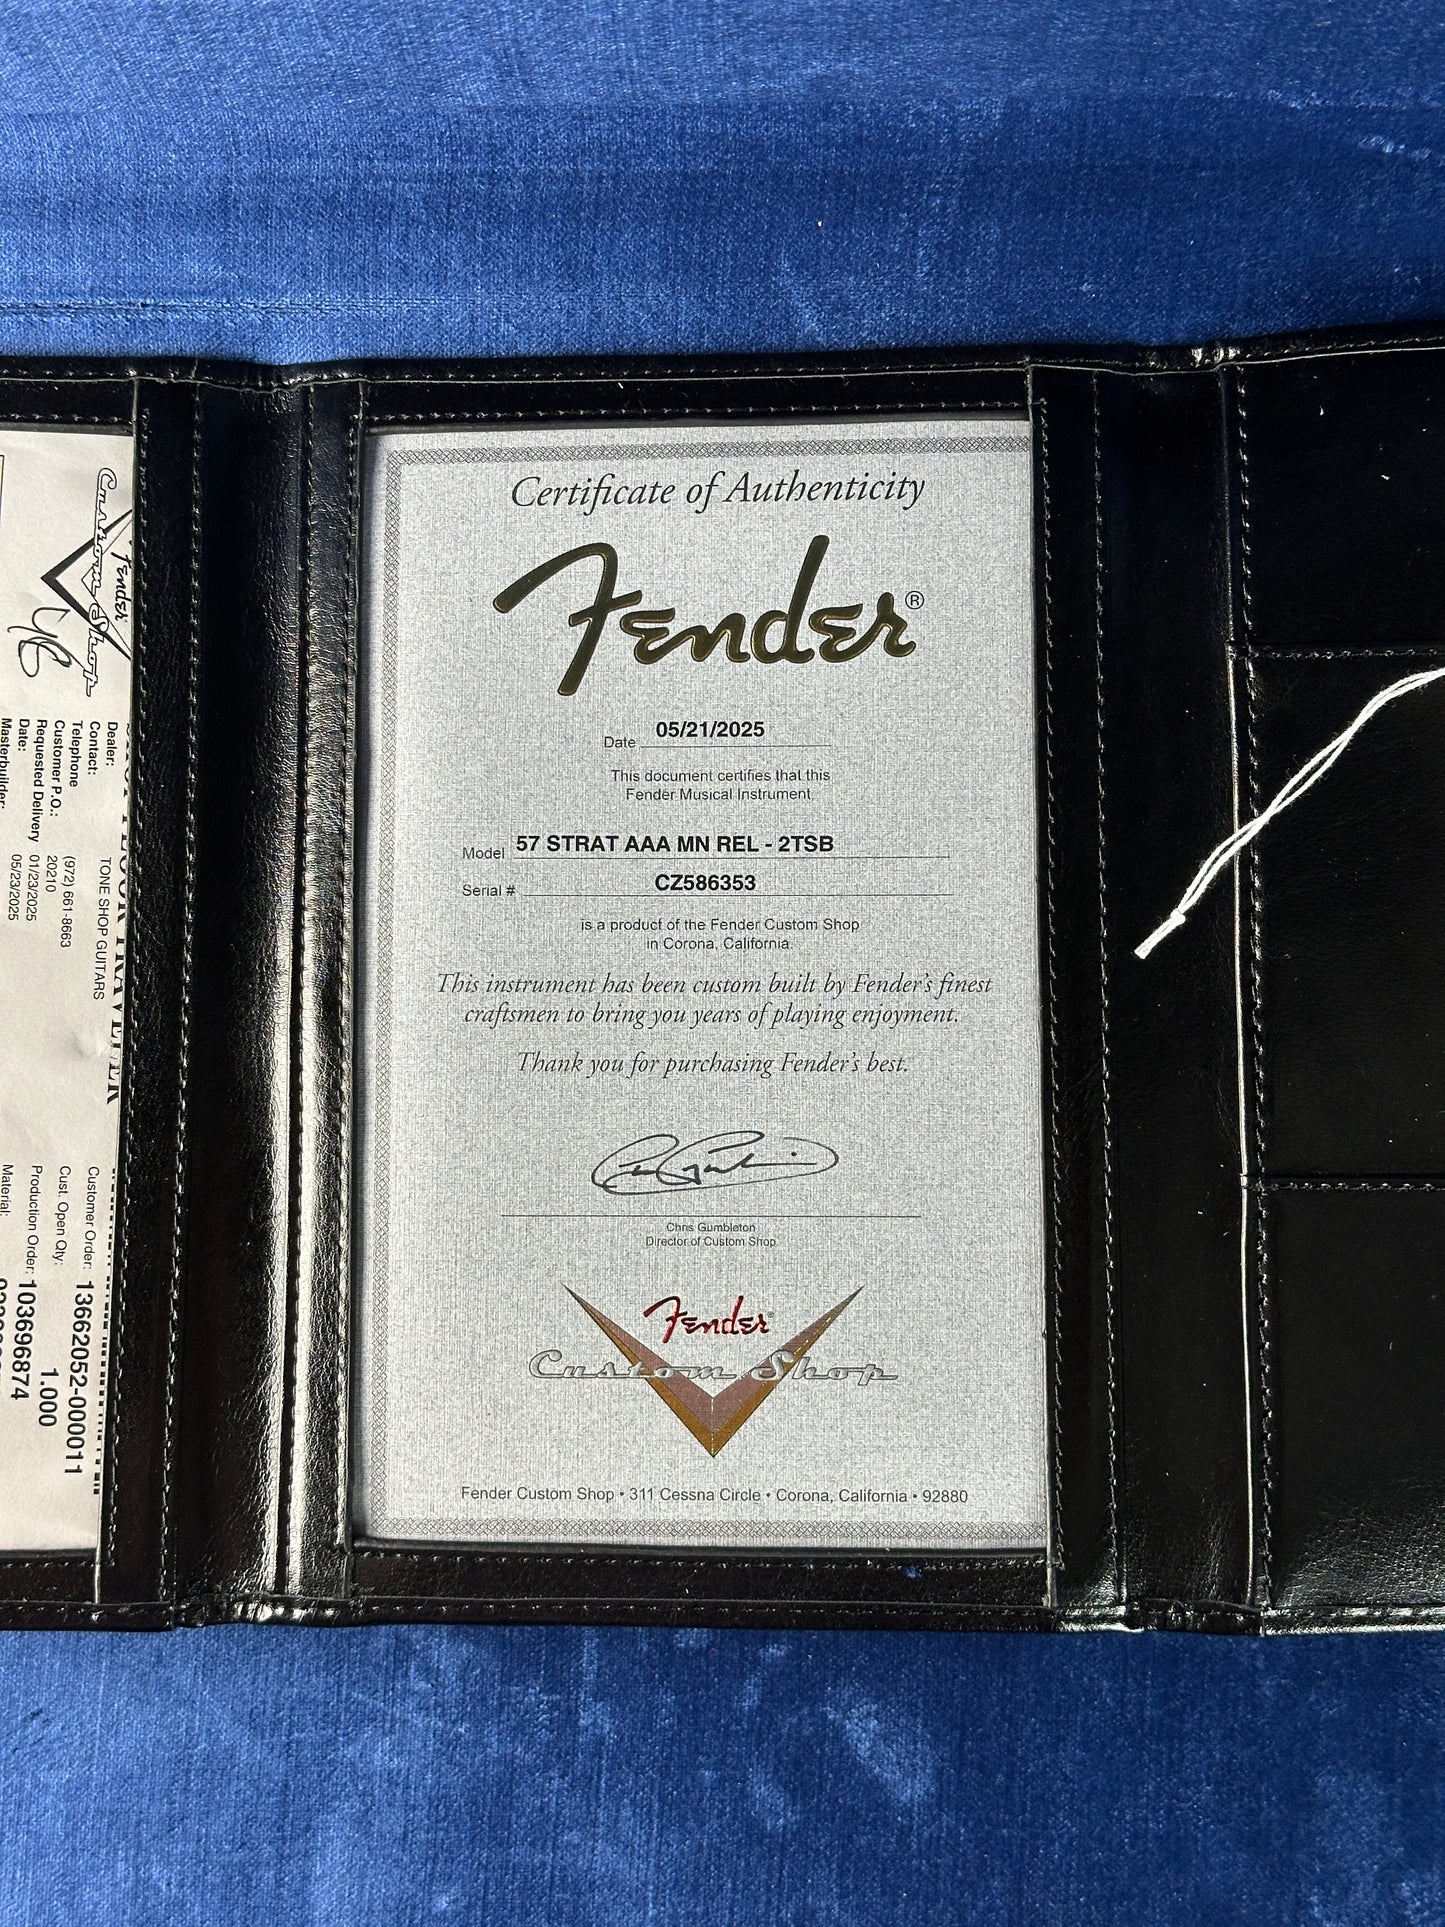 Fender
Custom Shop
Dealer: TONE SHOP GUITARS
Contact:
Telephone (972) 661-8663
Customer P.O.: 20210
Requested Delivery 01/23/2025
Date: 05/23/2025
Masterbuilder:
Customer Order: 13662052-000011
Cust. Open Qty: 1.000
Production Order: 103696874
Material:
Certificate of Authenticity
Fender®
Date 05/21/2025
This document certifies that this
Fender Musical Instrument,
Model 57 STRAT AAA MN REL - 2TSB
Serial # CZ586353
is a product of the Fender Custom Shop
in Corona, California.
This instrument has been custom built by Fender's finest
craftsmen to bring you years of playing enjoyment.
Thank you for purchasing Fender's best.
Chris Gumbleton
Director of Custom Shop
Fender
Custom Shop
Fender Custom Shop • 311 Cessna Circle • Corona, California • 92880